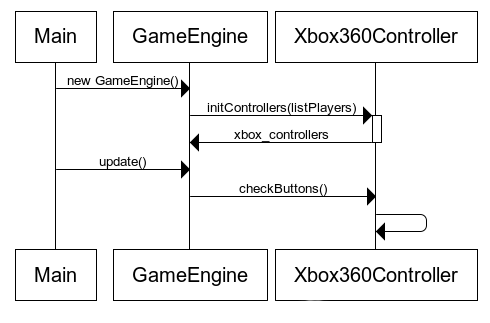 Main
GameEngine
Xbox360Controller
new GameEngine()
initControllers(listPlayers)
xbox_controllers
update()
checkButtons()
Main
GameEngine
Xbox360Controller